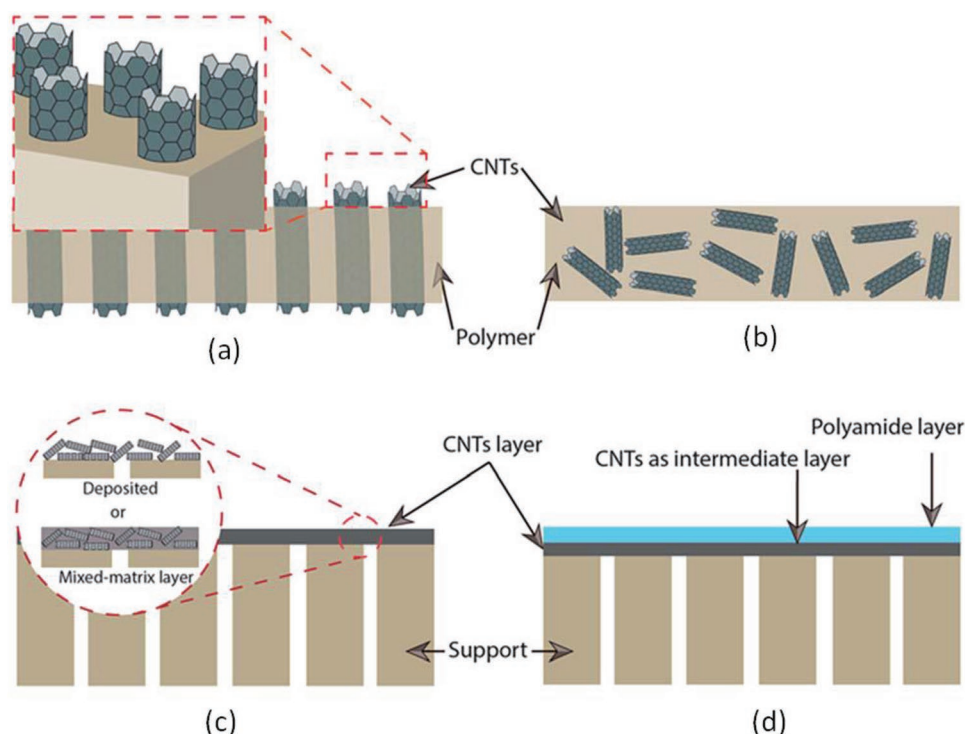 CNTs
Polymer
(a)
(b)
Deposited
or
Mixed-matrix layer
CNTs layer
Polyamide layer
CNTs as intermediate layer
Support
(c)
(d)